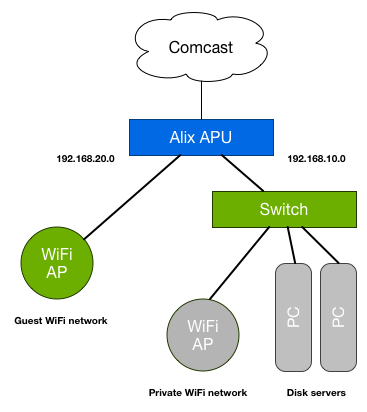 Comcast
Alix APU
192.168.20.0
192.168.10.0
Switch
WiFi
AP
Guest WiFi network
WiFi
AP
PC
PC
Private WiFi network
Disk servers